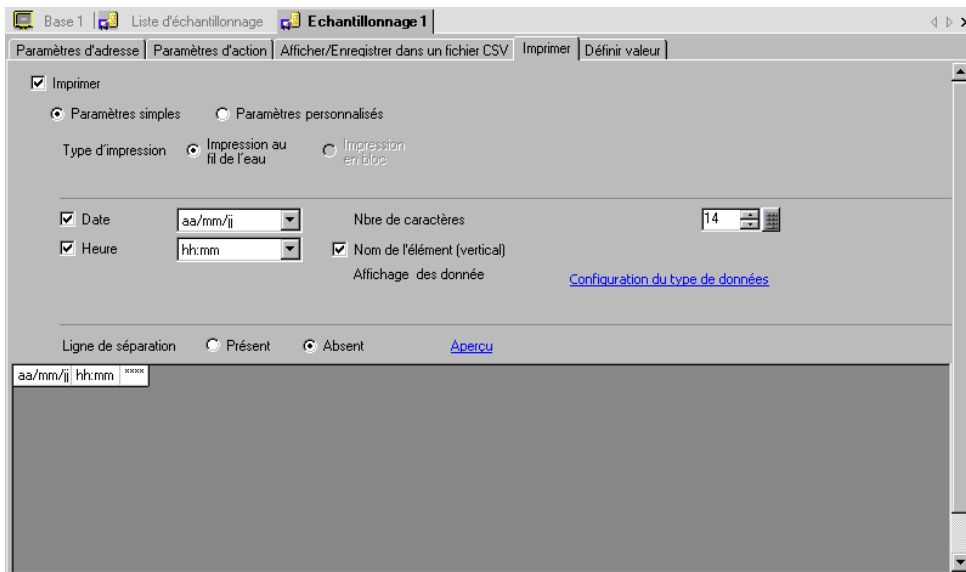 Base 1 Liste d'échantillonnage Echantillonnage 1
Paramètres d'adresse Paramètres d'action Afficher/Enregistrer dans un fichier CSV Imprimer Définir valeur
Imprimer
Paramètres simples Paramètres personnalisés
Type d'impression Impression au fil de l'eau Impression en bloc
Date aa/mm/jj Nbre de caractères 14
Heure hh:mm Nom de l'élément (vertical)
Affichage des donnée Configuration du type de données
Ligne de séparation Présent Absent Aperçu
aa/mm/jj hh:mm ****